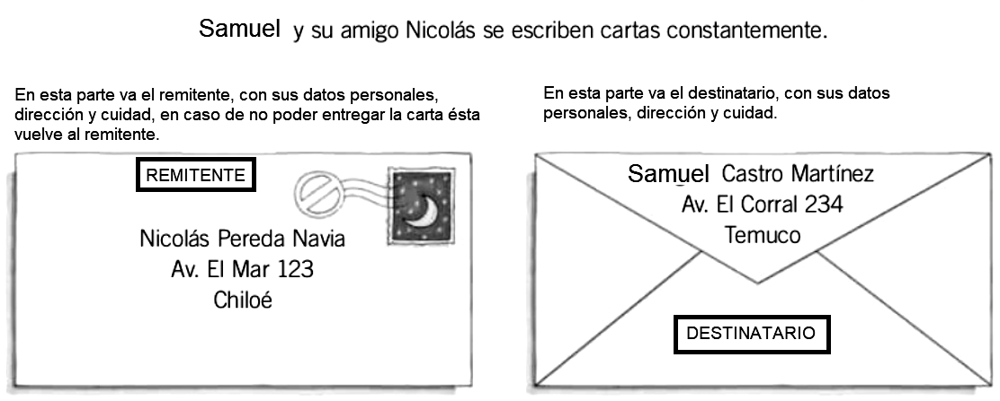 Samuel y su amigo Nicolás se escriben cartas constantemente.
En esta parte va el remitente, con sus datos personales,
dirección y cuidad, en caso de no poder entregar la carta ésta
vuelve al remitente.
REMITENTE
Nicolás Pereda Navia
Av. El Mar 123
Chiloé
En esta parte va el destinatario, con sus datos
personales, dirección y cuidad.
Samuel Castro Martínez
Av. El Corral 234
Temuco
DESTINATARIO